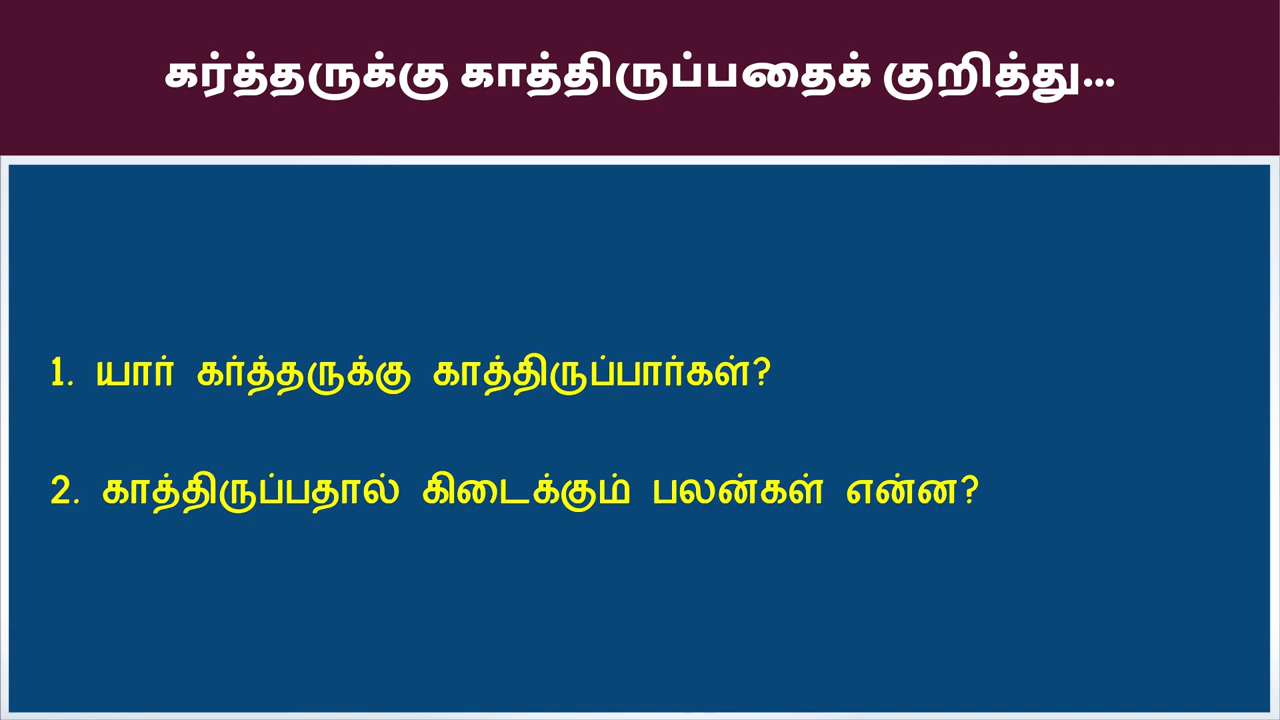 கர்த்தருக்கு காத்திருப்பதைக் குறித்து...
1. யார் கர்த்தருக்கு காத்திருப்பார்கள்?
2. காத்திருப்பதால் கிடைக்கும் பலன்கள் என்ன?